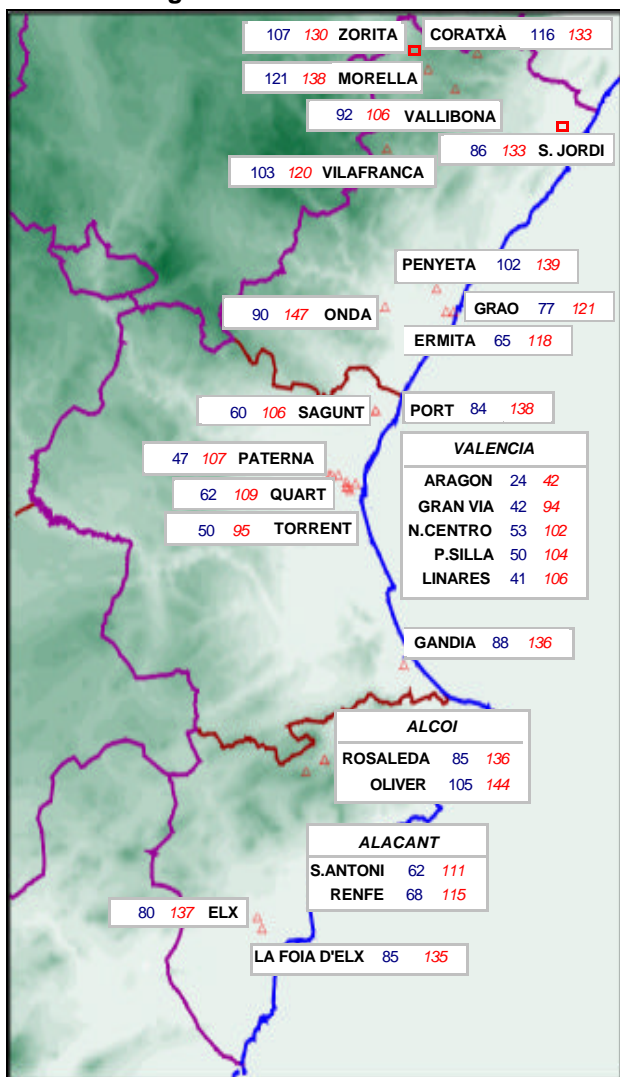 107 130 ZORITA
CORATXÀ 116 133
121 138 MORELLA
92 106 VALLIBONA
86 133 S. JORDI
103 120 VILAFRANCA
PENYETA 102 139
90 147 ONDA
GRAO 77 121
ERMITA 65 118
60 106 SAGUNT
PORT 84 138
47 107 PATERNA
62 109 QUART
50 95 TORRENT
VALENCIA
ARAGON 24 42
GRAN VIA 42 94
N.CENTRO 53 102
P.SILLA 50 104
LINARES 41 106
GANDIA 88 136
ALCOI
ROSALEDA 85 136
OLIVER 105 144
ALACANT
S.ANTONI 62 111
RENFE 68 115
80 137 ELX
LA FOIA D'ELX 85 135